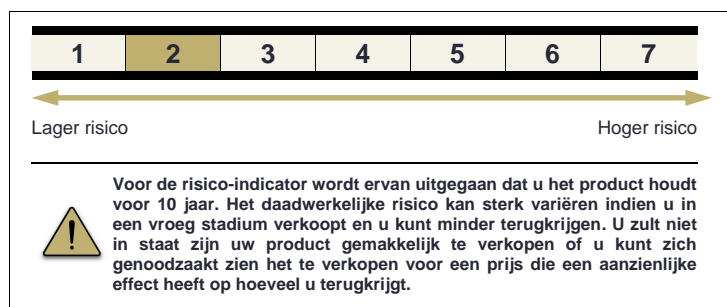 1 2 3 4 5 6 7
Lager risico Hoger risico
Voor de risico-indicator wordt ervan uitgegaan dat u het product houdt
voor 10 jaar. Het daadwerkelijke risico kan sterk variëren indien u in
een vroeg stadium verkoopt en u kunt minder terugkrijgen. U zult niet
in staat zijn uw product gemakkelijk te verkopen of u kunt zich
genoodzaakt zien het te verkopen voor een prijs die een aanzienlijke
effect heeft op hoeveel u terugkrijgt.